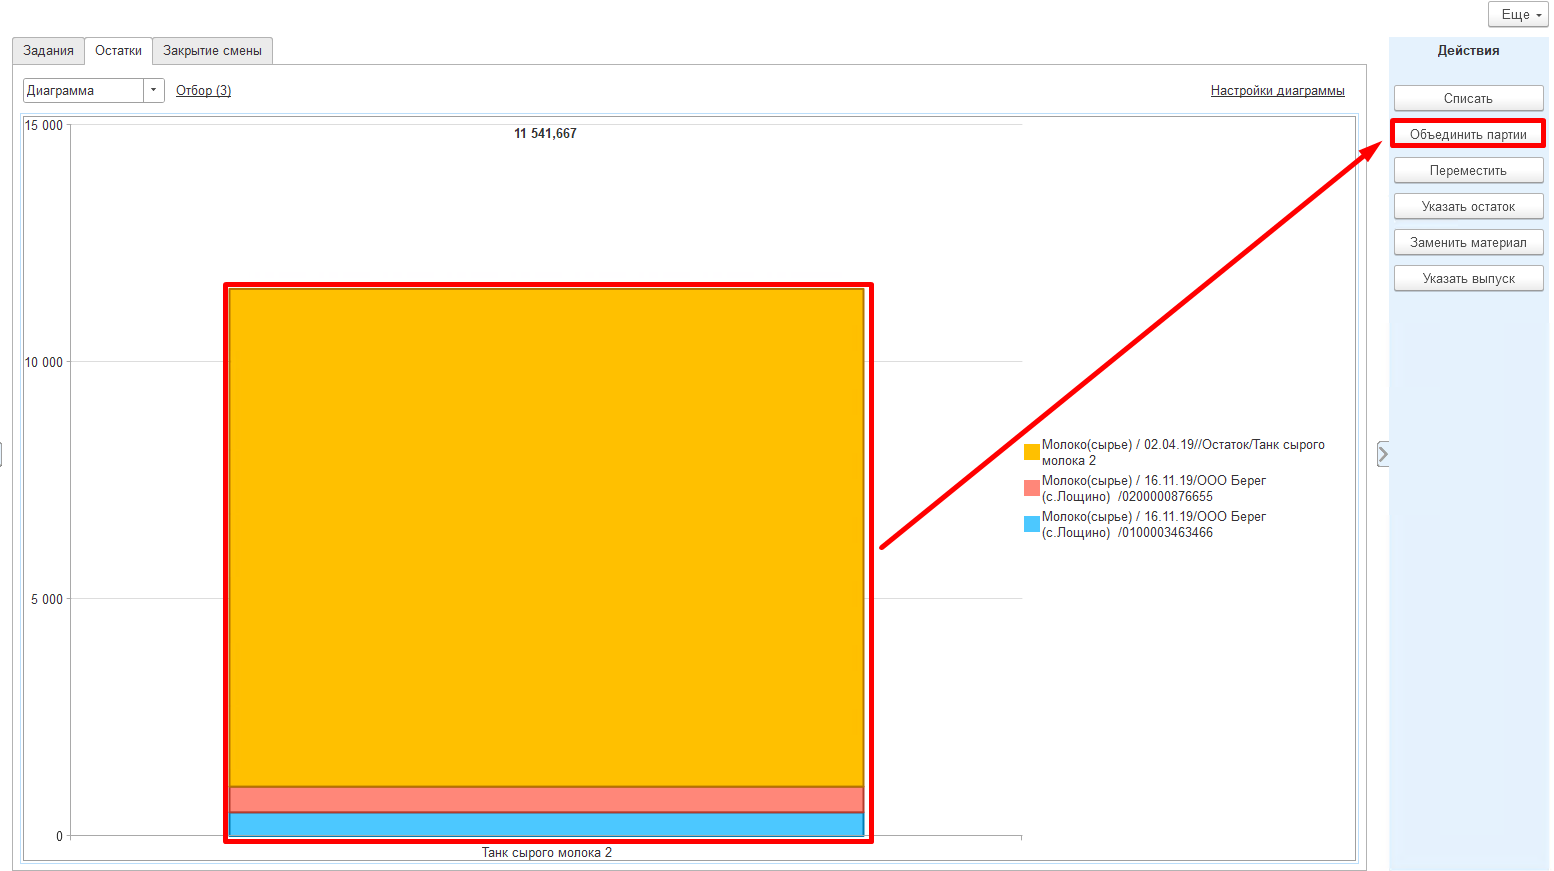 Еще
Задания
Остатки
Закрытие смены
Действия
Диаграмма
Отбор (3)
Настройки диаграммы
Списать
Объединить партии
Переместить
Указать остаток
Заменить материал
Указать выпуск
15 000
11 541,667
10 000
5 000
0
Танк сырого молока 2
Молоко(сырье) / 02.04.19//Остаток/Танк сырого
молока 2
Молоко(сырье) / 16.11.19/ООО Берег
(с.Лощино) /0200000876655
Молоко(сырье) / 16.11.19/ООО Берег
(с.Лощино) /0100003463466